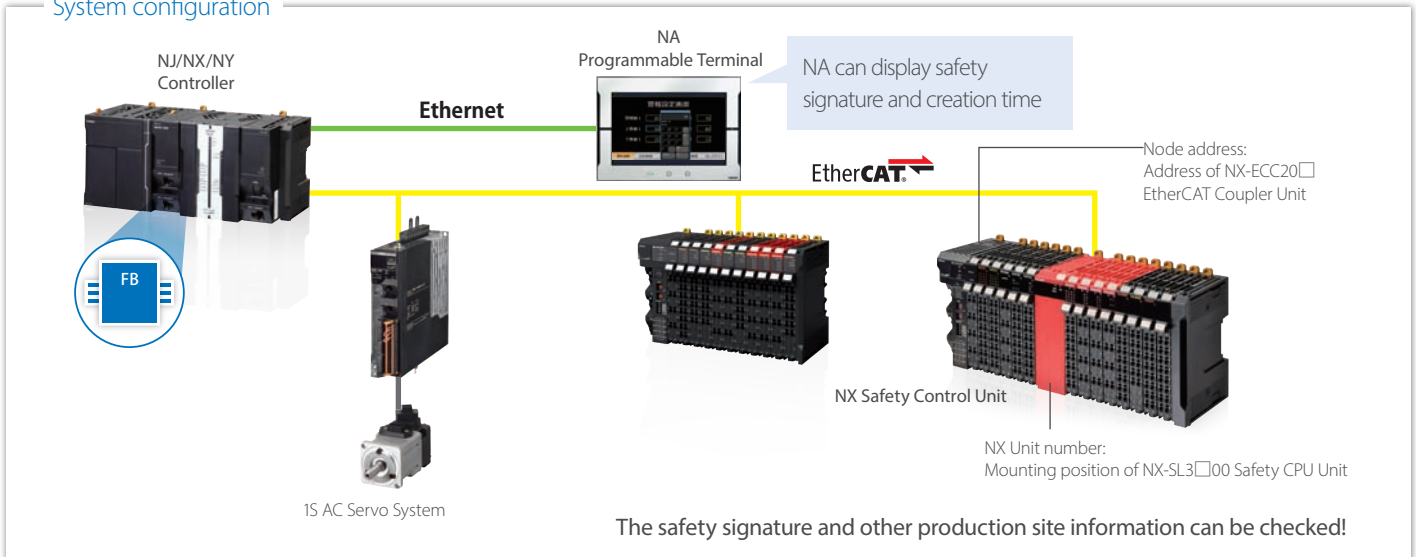 System configuration
NJ/NX/NY
Controller
NA
Programmable Terminal
NA can display safety
signature and creation time
Ethernet
EtherCAT®
Node address:
Address of NX-ECC20□
EtherCAT Coupler Unit
FB
NX Safety Control Unit
NX Unit number:
Mounting position of NX-SL3□00 Safety CPU Unit
1S AC Servo System
The safety signature and other production site information can be checked!